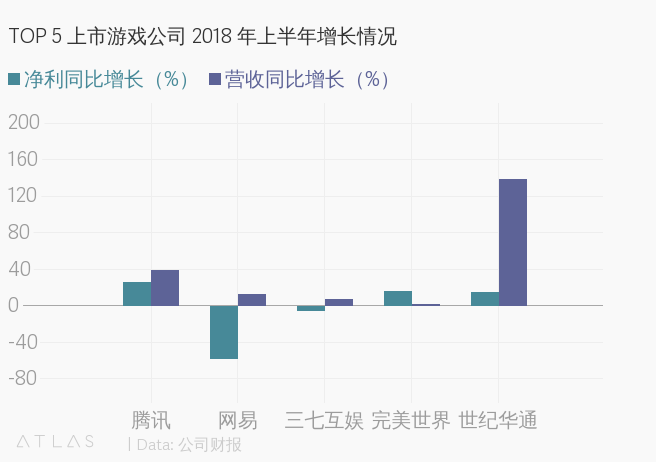 TOP 5 上市游戏公司 2018 年上半年增长情况
净利同比增长（%） 营收同比增长（%）
200
160
120
80
40
0
-40
-80
腾讯 网易 三七互娱 完美世界 世纪华通
ATLAS | Data: 公司财报